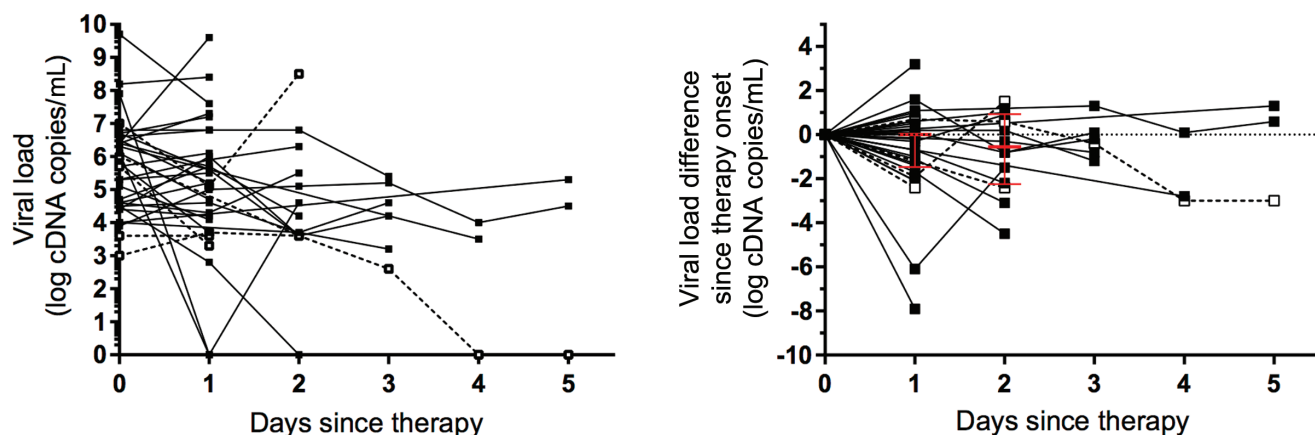 Viral load
(log cDNA copies/mL)
10
9
8
7
6
5
4
3
2
1
0
0 1 2 3 4 5
Days since therapy
Viral load difference
since therapy onset
(log cDNA copies/mL)
4
2
0
-2
-4
-6
-8
-10
0 1 2 3 4 5
Days since therapy